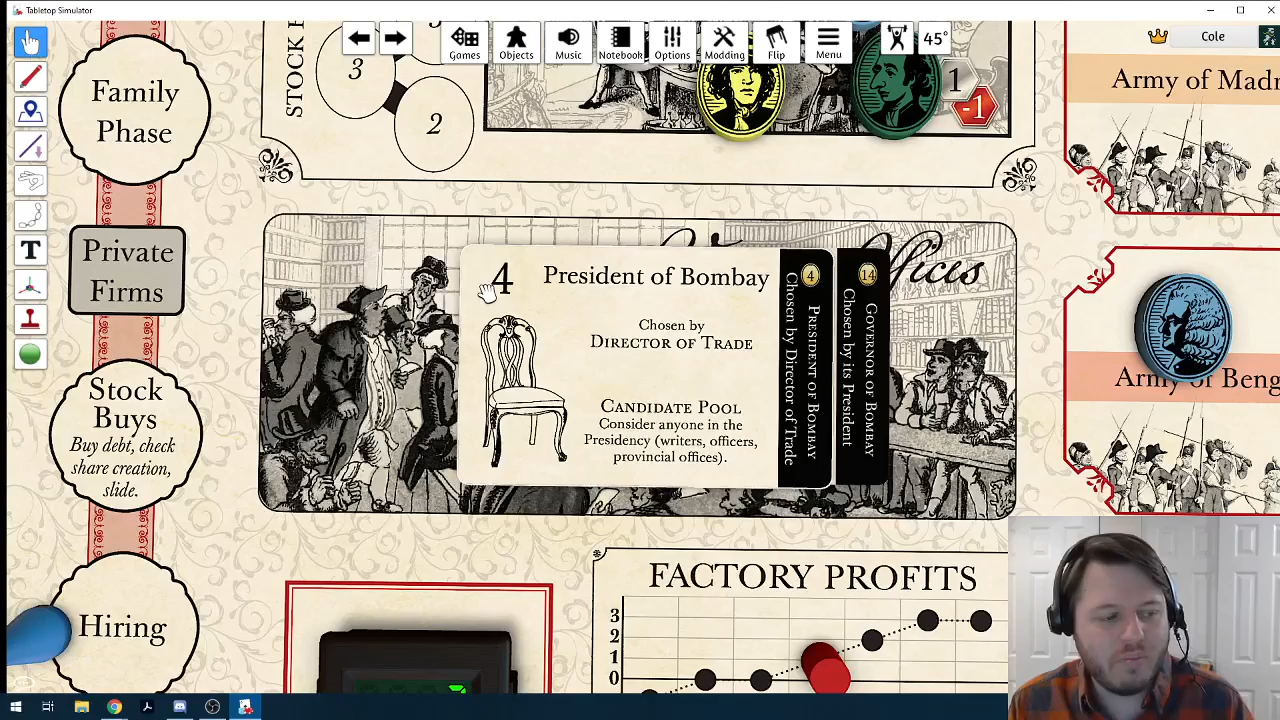 Tabletop Simulator
Games
Objects
Music
Notebook
Options
Modding
Flip
Menu
45°
Cole
Family
Phase
Private
Firms
Stock
Buys
Buy debt, check
share creation,
slide.
Hiring
T
3
2
1
-1
4
President of Bombay
Chosen by
Director of Trade
Candidate Pool
Consider anyone in the
Presidency (writers, officers,
provincial offices).
4
President of Bombay
Chosen by Director of Trade
14
Governor of Bombay
Chosen by its President
ffices
FACTORY PROFITS
3
2
1
0
Army of Mad
Army of Beng